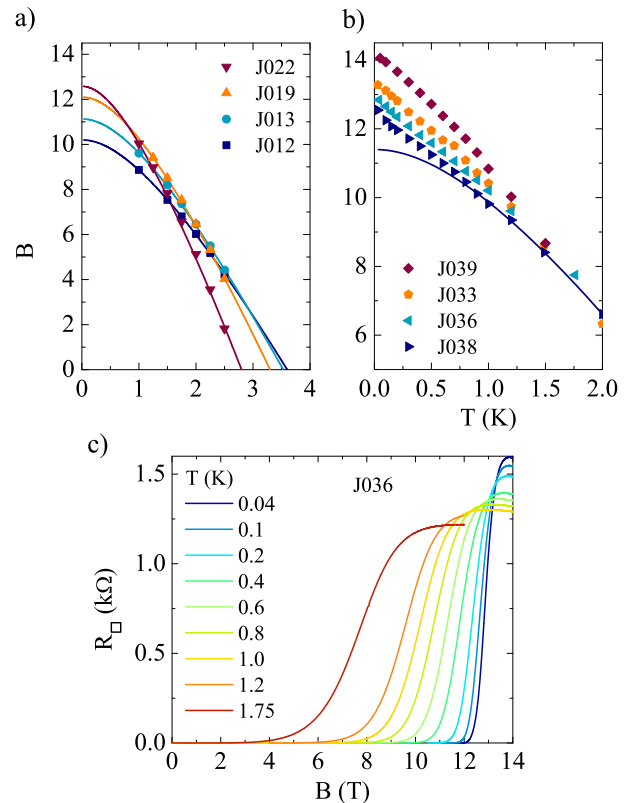 a)
b)
14
12
10
8
6
4
2
0
B
J022
J019
J013
J012
0
1
2
3
4
14
12
10
8
6
J039
J033
J036
J038
0.0
0.5
1.0
1.5
2.0
T (K)
c)
1.5
1.0
0.5
0.0
R□ (kΩ)
T (K)
J036
0.04
0.1
0.2
0.4
0.6
0.8
1.0
1.2
1.75
0 2 4 6 8 10 12 14
B (T)